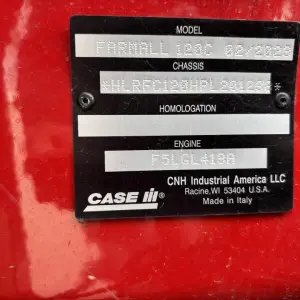 MODEL
FARMALL 120C 02/2023
CHASSIS
HOMOLOGATION
ENGINE
F5LGL413A
CNH Industrial America LLC
Racine,WI 53404 U.S.A.
Made in Italy
CASE IH®